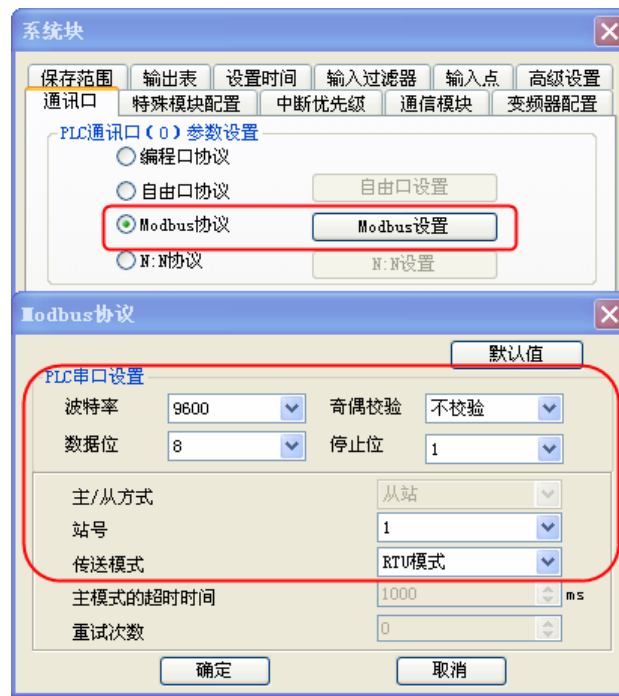 系统块
保存范围 输出表 设置时间 输入过滤器 输入点 高级设置
通讯口 特殊模块配置 中断优先级 通信模块 变频器配置
PLC通讯口(0)参数设置
编程口协议
自由口协议 自由口设置
Modbus协议 Modbus设置
N:N协议 N:N设置
Modbus协议
默认值
PLC串口设置
波特率 9600 奇偶校验 不校验
数据位 8 停止位 1
主/从方式 从站
站号 1
传送模式 RTU模式
主模式的超时时间 1000 ms
重试次数 0
确定 取消